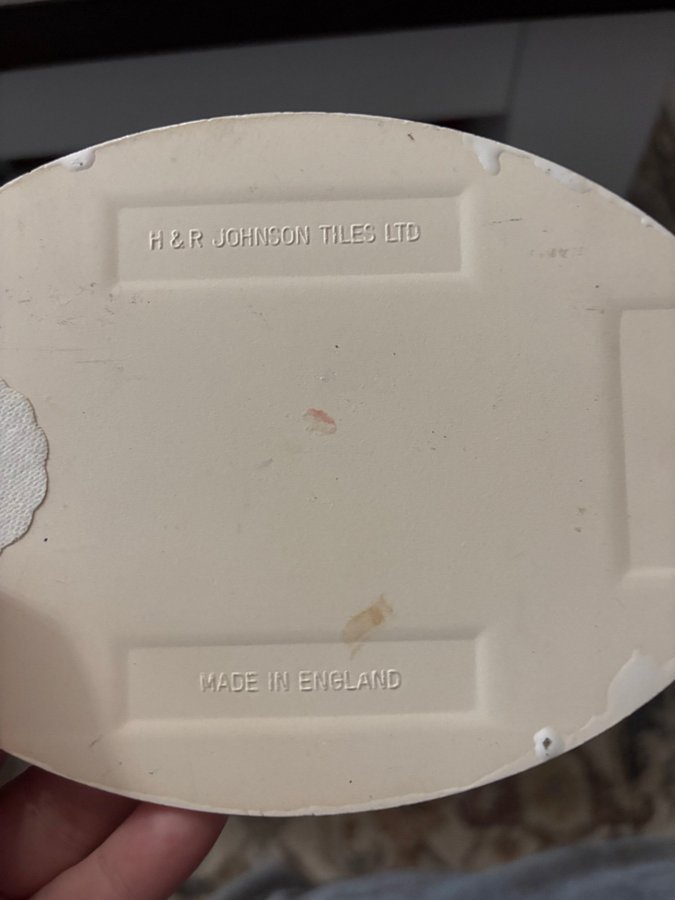 H & R JOHNSON TILES LTD
MADE IN ENGLAND